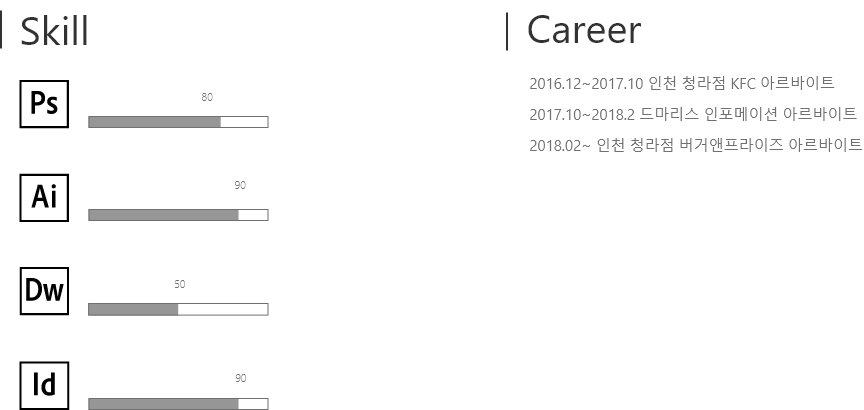 Skill
Ps
80
Ai
90
Dw
50
Id
90
Career
2016.12~2017.10 인천 청라점 KFC 아르바이트
2017.10~2018.2 드마리스 인포메이션 아르바이트
2018.02~ 인천 청라점 버거앤프라이즈 아르바이트